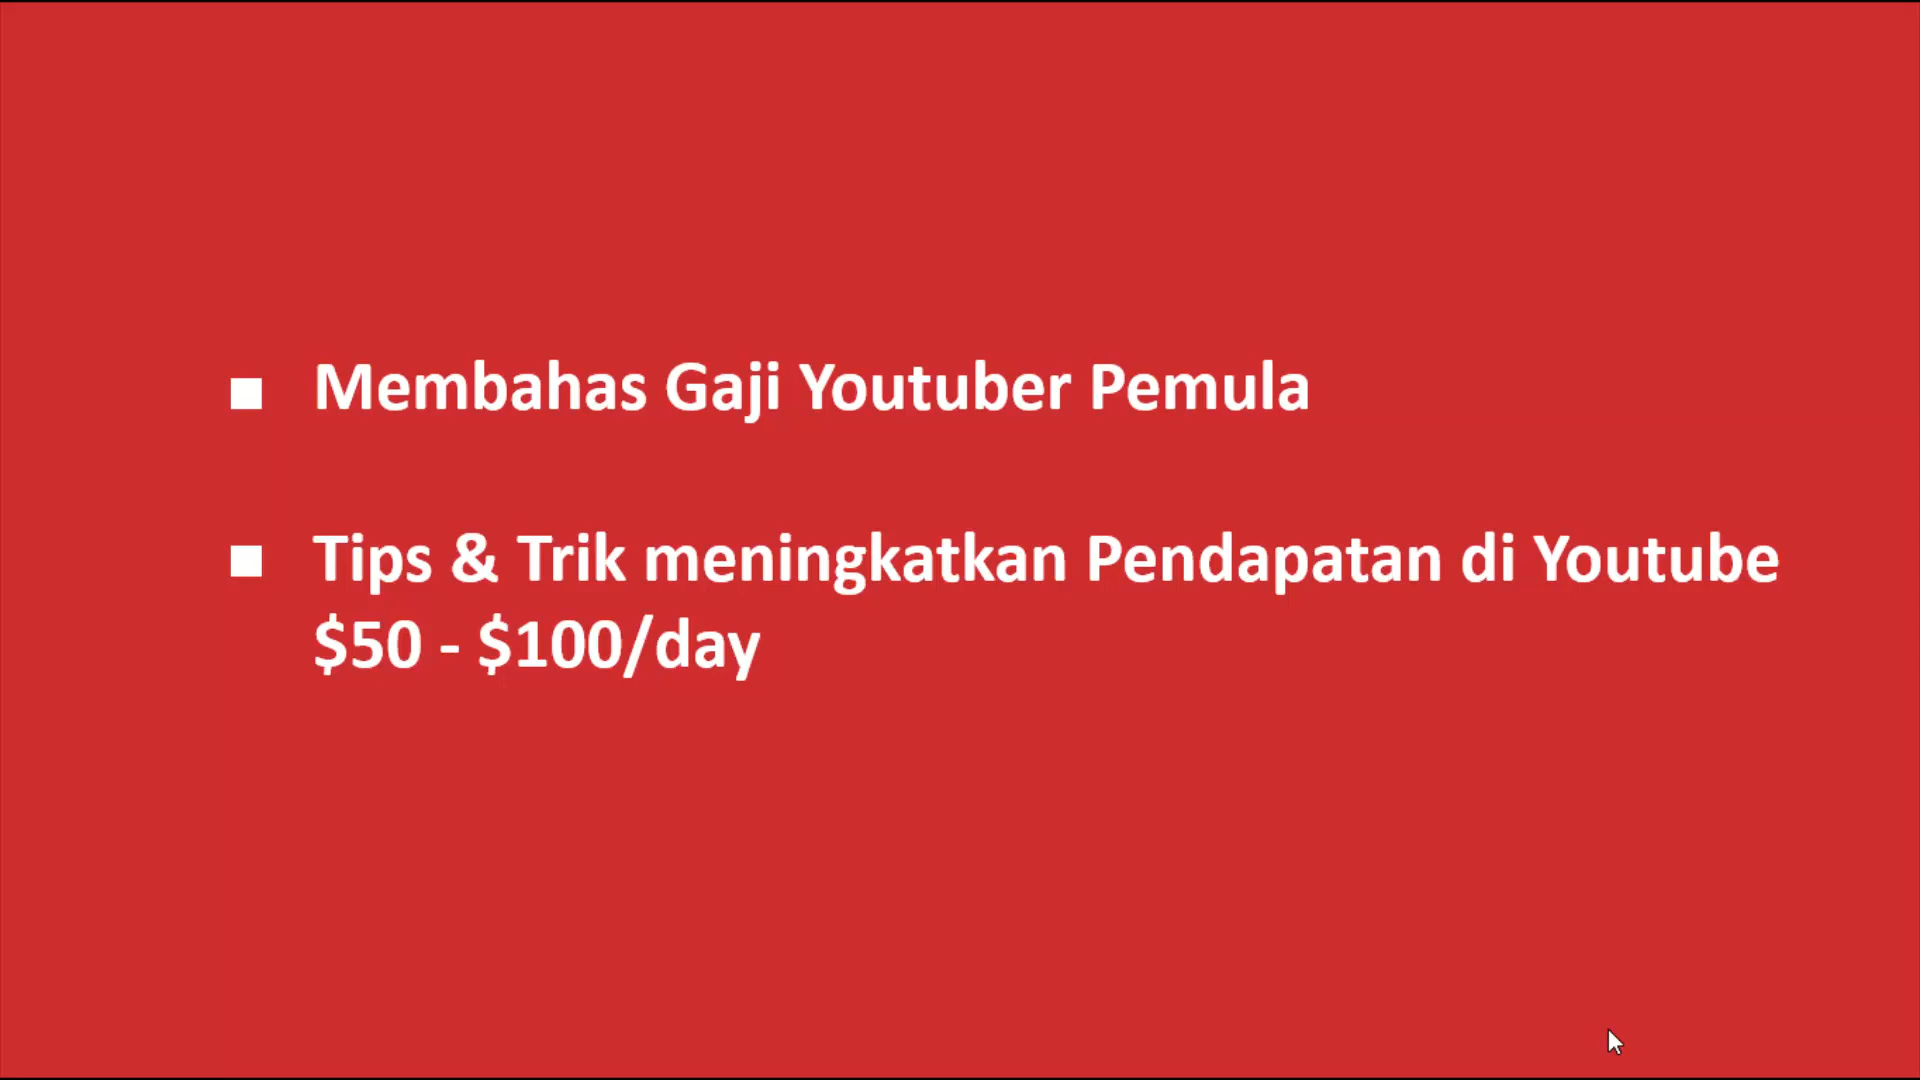 ▪ Membahas Gaji Youtuber Pemula
▪ Tips & Trik meningkatkan Pendapatan di Youtube
$50 - $100/day